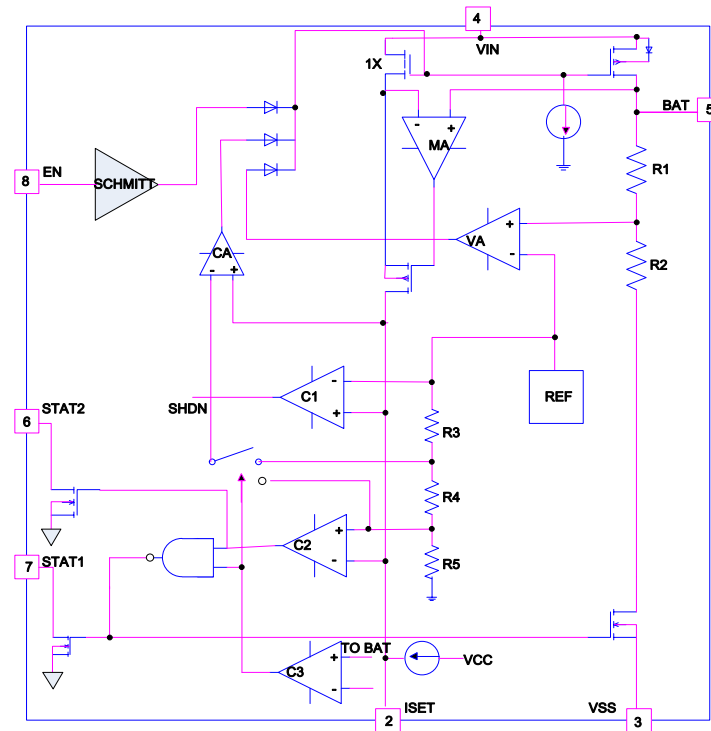 4
VIN
1X
BAT
5
- +
MA
EN
8
SCHMITT
R1
VA
+
-
R2
CA
- +
C1
-
+
SHDN
REF
R3
STAT2
6
R4
C2
+
-
R5
STAT1
7
TO BAT
C3
+
-
VCC
2
ISET
VSS
3